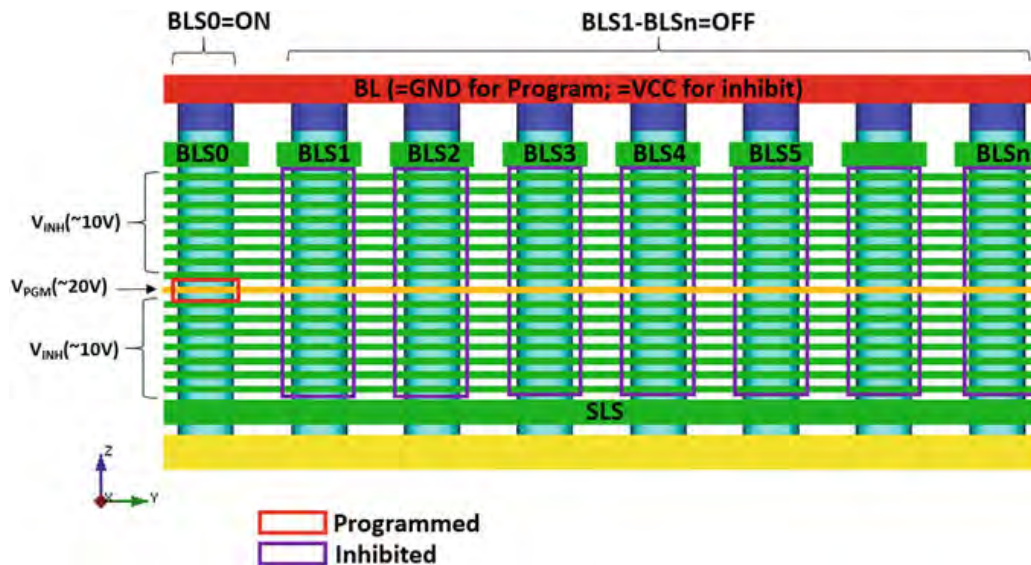 BLS0=ON
BLS1-BLSn=OFF
BL (=GND for Program; =VCC for inhibit)
BLS0 BLS1 BLS2 BLS3 BLS4 BLS5 BLSn
VINH(~10V)
VPGM(~20V)
VINH(~10V)
SLS
Z
X Y
Programmed
Inhibited